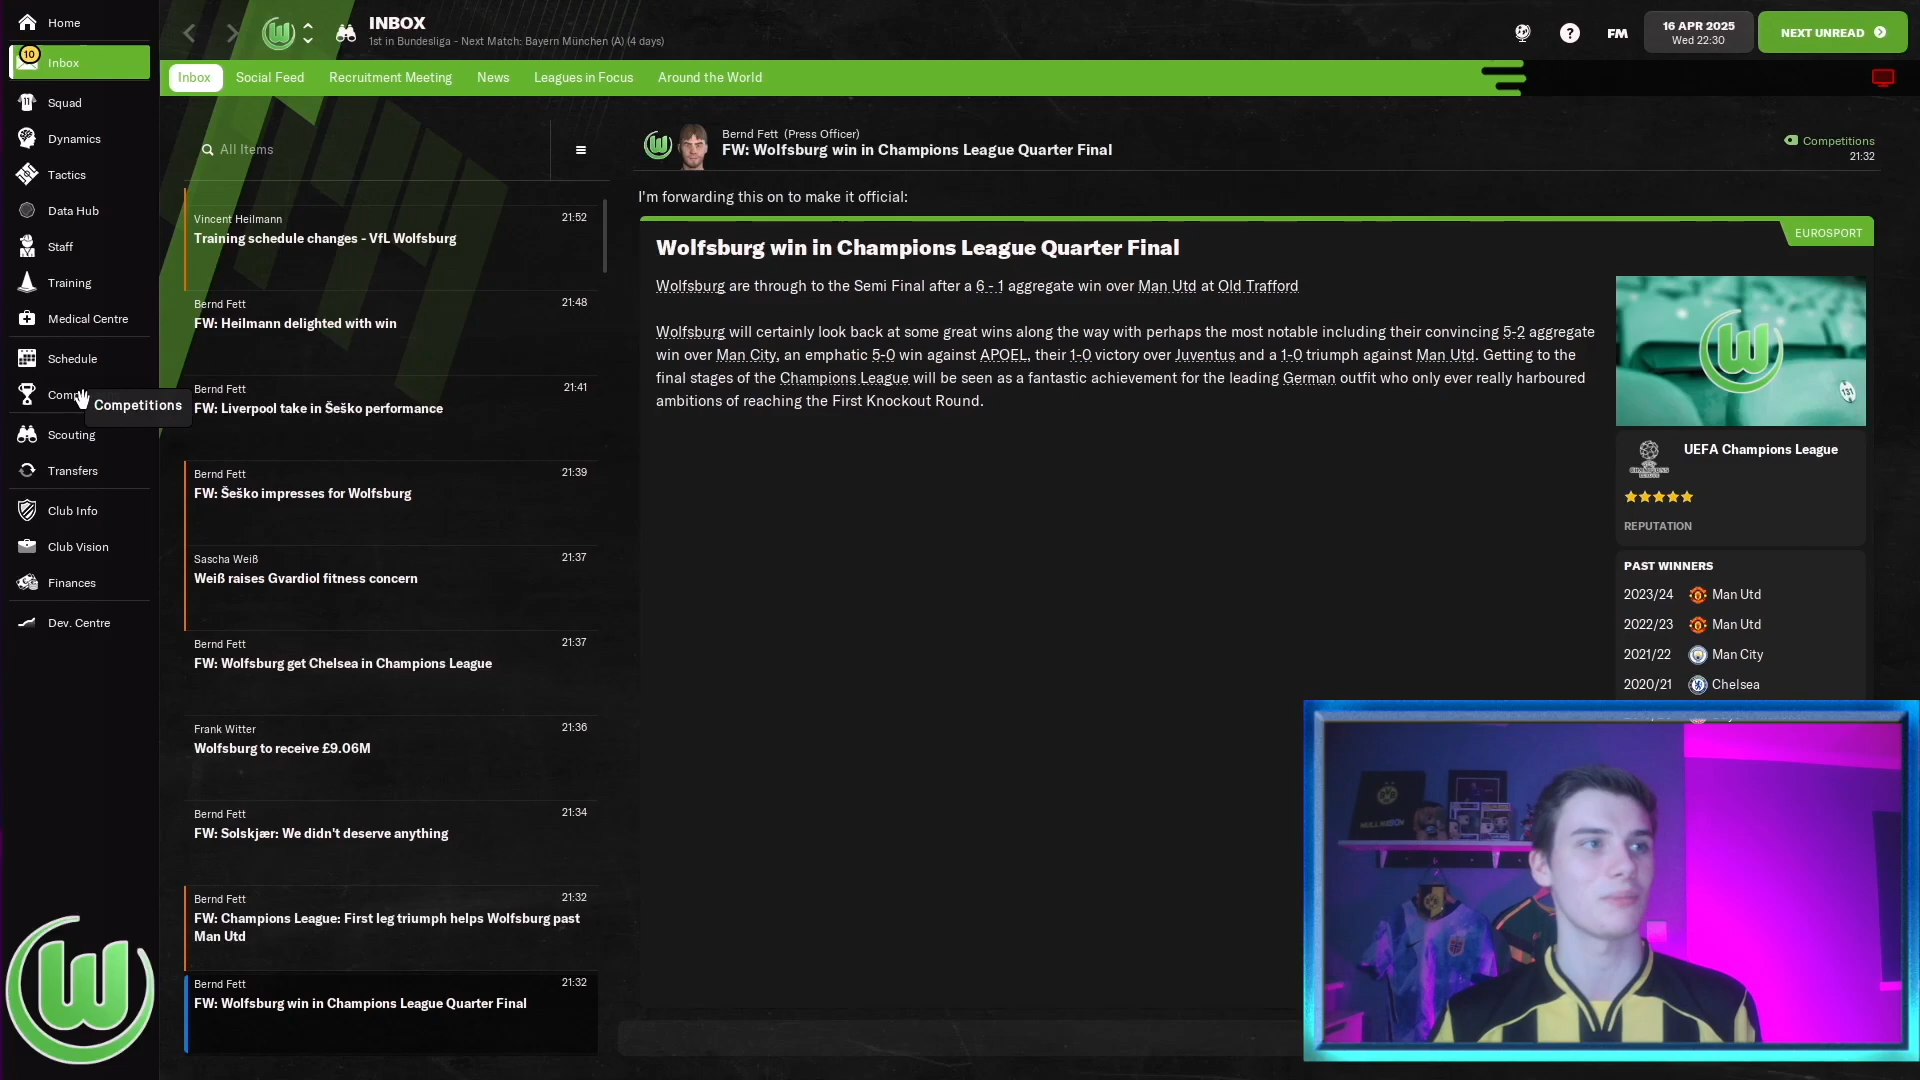 Home
10
Inbox
Squad
Dynamics
Tactics
Data Hub
Staff
Training
Medical Centre
Schedule
Comp
Competitions
Scouting
Transfers
Club Info
Club Vision
Finances
Dev. Centre
INBOX
1st in Bundesliga - Next Match: Bayern München (A) (4 days)
FM
16 APR 2025
Wed 22:30
NEXT UNREAD
Inbox
Social Feed
Recruitment Meeting
News
Leagues in Focus
Around the World
All Items
Vincent Heilmann
21:52
Training schedule changes - VfL Wolfsburg
Bernd Fett
21:48
FW: Heilmann delighted with win
Bernd Fett
21:41
FW: Liverpool take in Šeško performance
Bernd Fett
21:39
FW: Šeško impresses for Wolfsburg
Sascha Weiß
21:37
Weiß raises Gvardiol fitness concern
Bernd Fett
21:37
FW: Wolfsburg get Chelsea in Champions League
Frank Witter
21:36
Wolfsburg to receive £9.06M
Bernd Fett
21:34
FW: Solskjær: We didn't deserve anything
Bernd Fett
21:32
FW: Champions League: First leg triumph helps Wolfsburg past
Man Utd
Bernd Fett
21:32
FW: Wolfsburg win in Champions League Quarter Final
Bernd Fett (Press Officer)
FW: Wolfsburg win in Champions League Quarter Final
Competitions
21:32
I'm forwarding this on to make it official:
EUROSPORT
Wolfsburg win in Champions League Quarter Final
Wolfsburg are through to the Semi Final after a 6 - 1 aggregate win over Man Utd at Old Trafford
Wolfsburg will certainly look back at some great wins along the way with perhaps the most notable including their convincing 5-2 aggregate
win over Man City, an emphatic 5-0 win against APOEL, their 1-0 victory over Juventus and a 1-0 triumph against Man Utd. Getting to the
final stages of the Champions League will be seen as a fantastic achievement for the leading German outfit who only ever really harboured
ambitions of reaching the First Knockout Round.
UEFA Champions League
REPUTATION
PAST WINNERS
2023/24 Man Utd
2022/23 Man Utd
2021/22 Man City
2020/21 Chelsea